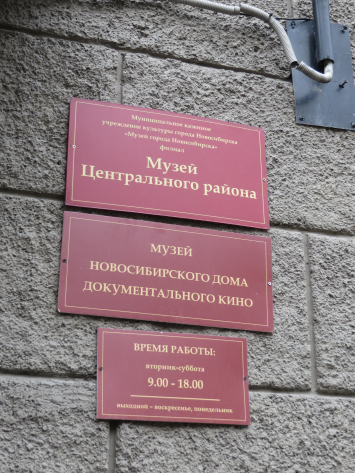 Муниципальное казенное
учреждение культуры города Новосибирска
«Музей города Новосибирска»
филиал
Музей
Центрального района
МУЗЕЙ
НОВОСИБИРСКОГО ДОМА
ДОКУМЕНТАЛЬНОГО КИНО
ВРЕМЯ РАБОТЫ:
вторник-суббота
9.00 - 18.00
выходной – воскресенье, понедельник